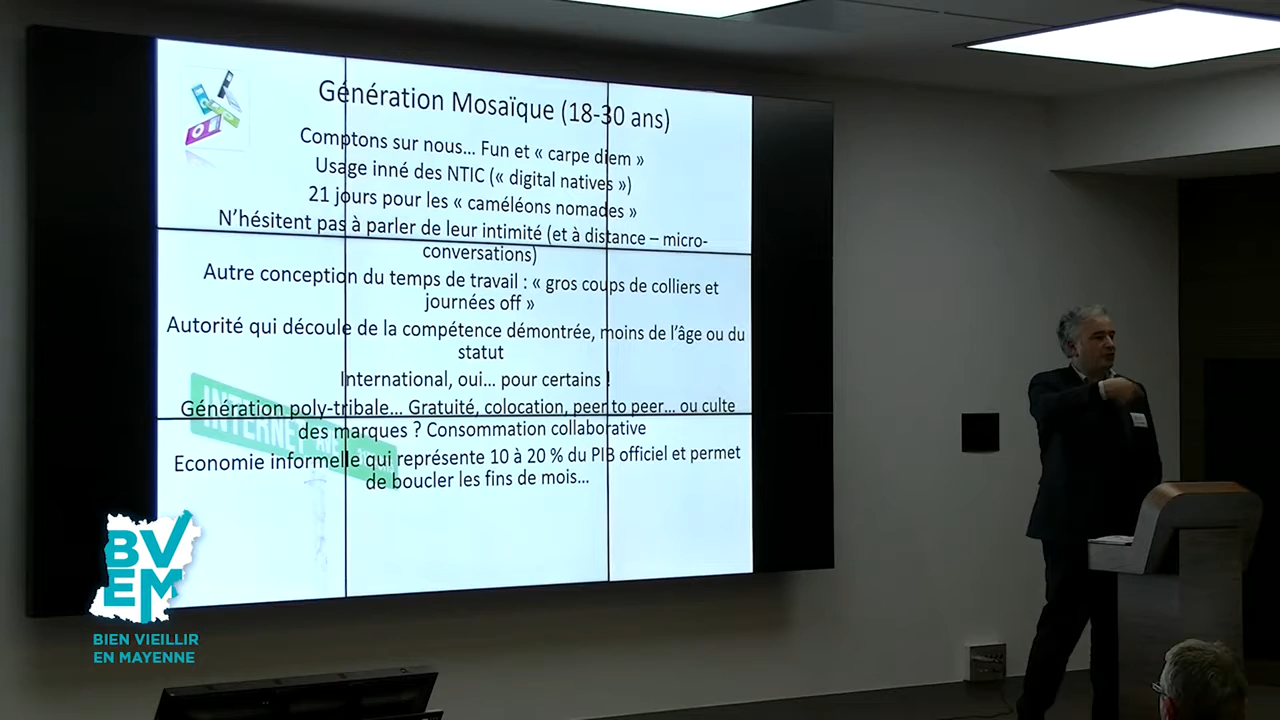 Génération Mosaïque (18-30 ans)
Comptons sur nous... Fun et « carpe diem »
Usage inné des NTIC (« digital natives »)
21 jours pour les « caméléons nomades »
N'hésitent pas à parler de leur intimité (et à distance – micro-
conversations)
Autre conception du temps de travail : « gros coups de colliers et
journées off »
Autorité qui découle de la compétence démontrée, moins de l'âge ou du
statut
International, oui... pour certains !
Génération poly-tribale... Gratuité, colocation, peer to peer... ou culte
des marques ? Consommation collaborative
Economie informelle qui représente 10 à 20 % du PIB officiel et permet
de boucler les fins de mois...
INTERNET AVE
BV
EM
BIEN VIEILLIR
EN MAYENNE